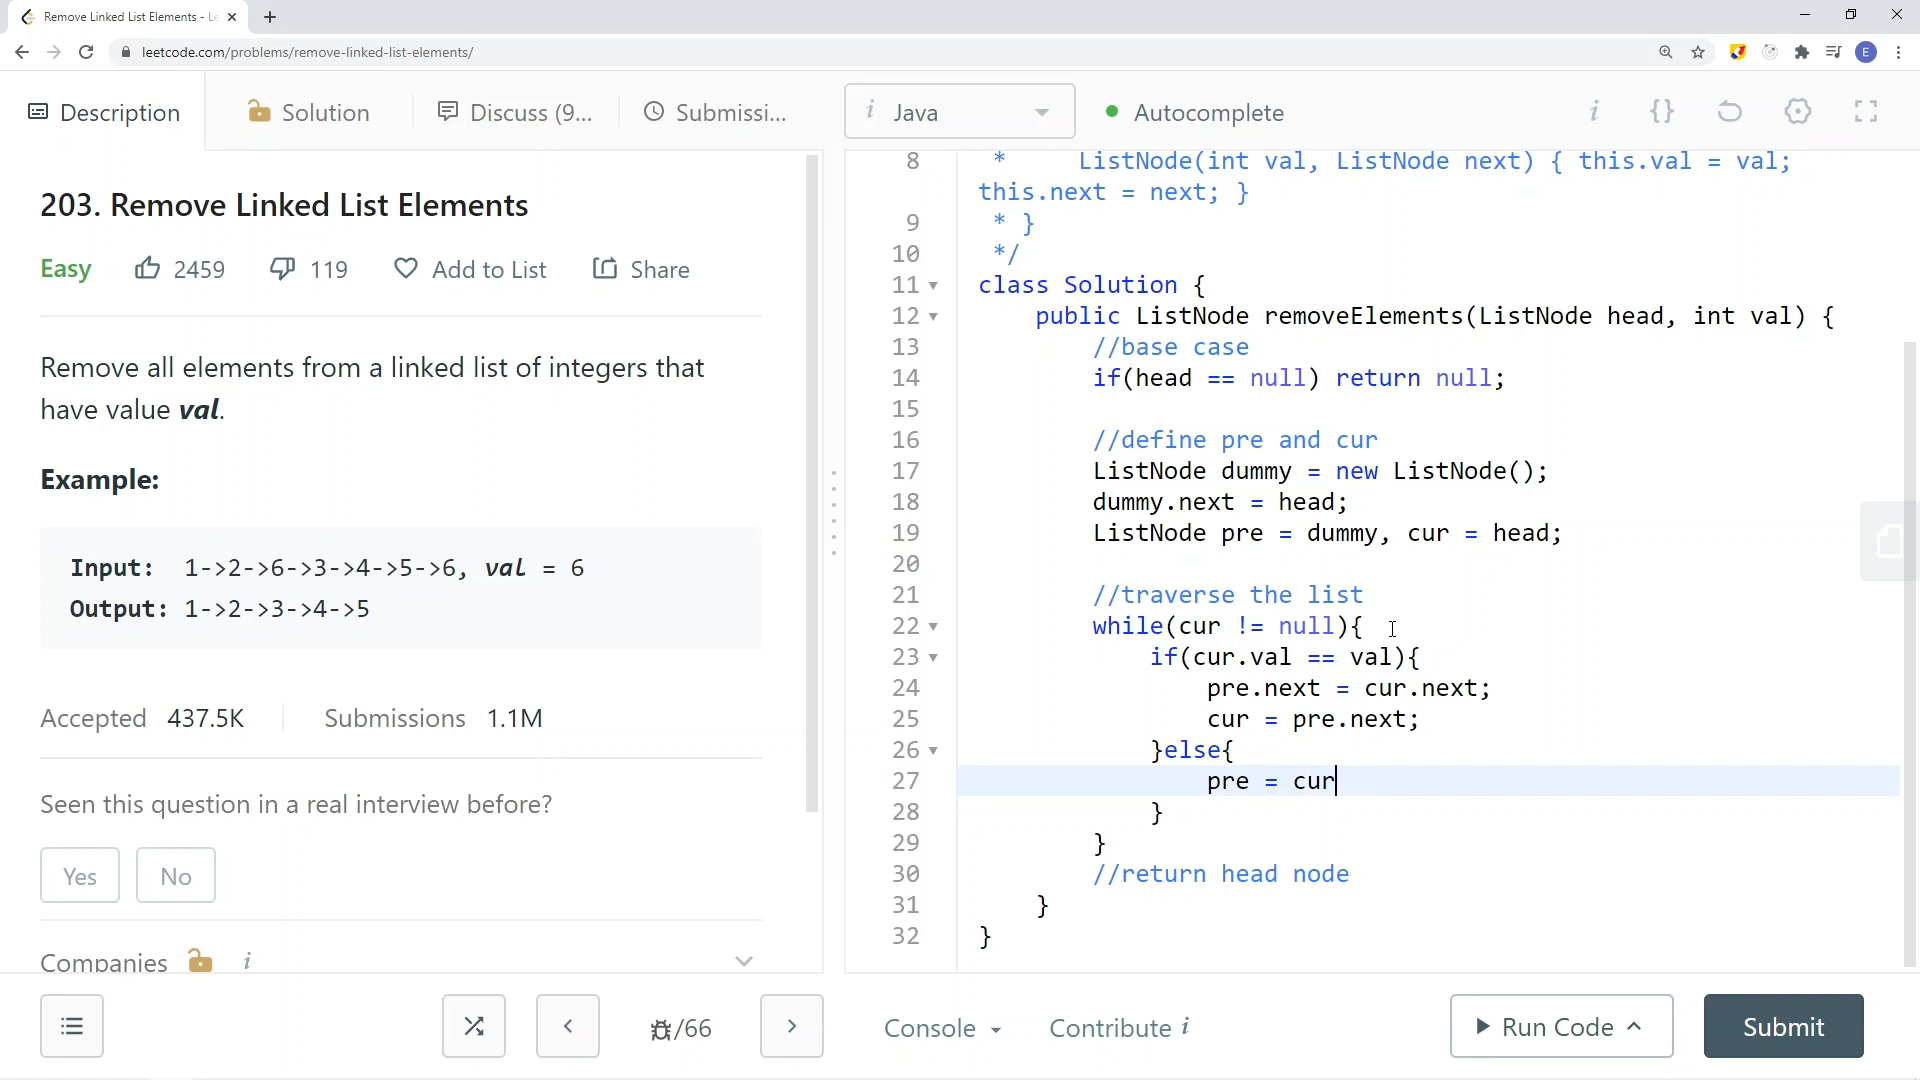 Remove Linked List Elements - Le
leetcode.com/problems/remove-linked-list-elements/
E
Description
Solution
Discuss (9...
Submissi...
i Java
Autocomplete
i {}
203. Remove Linked List Elements
Easy 2459 119 Add to List Share
Remove all elements from a linked list of integers that
have value val.
Example:
Input: 1->2->6->3->4->5->6, val = 6
Output: 1->2->3->4->5
Accepted 437.5K Submissions 1.1M
Seen this question in a real interview before?
Yes No
Companies i
8 * ListNode(int val, ListNode next) { this.val = val;
this.next = next; }
9 * }
10 */
11 class Solution {
12 public ListNode removeElements(ListNode head, int val) {
13 //base case
14 if(head == null) return null;
15
16 //define pre and cur
17 ListNode dummy = new ListNode();
18 dummy.next = head;
19 ListNode pre = dummy, cur = head;
20
21 //traverse the list
22 while(cur != null){
23 if(cur.val == val){
24 pre.next = cur.next;
25 cur = pre.next;
26 }else{
27 pre = cur
28 }
29 }
30 //return head node
31 }
32 }
/66
Console
Contribute i
Run Code
Submit